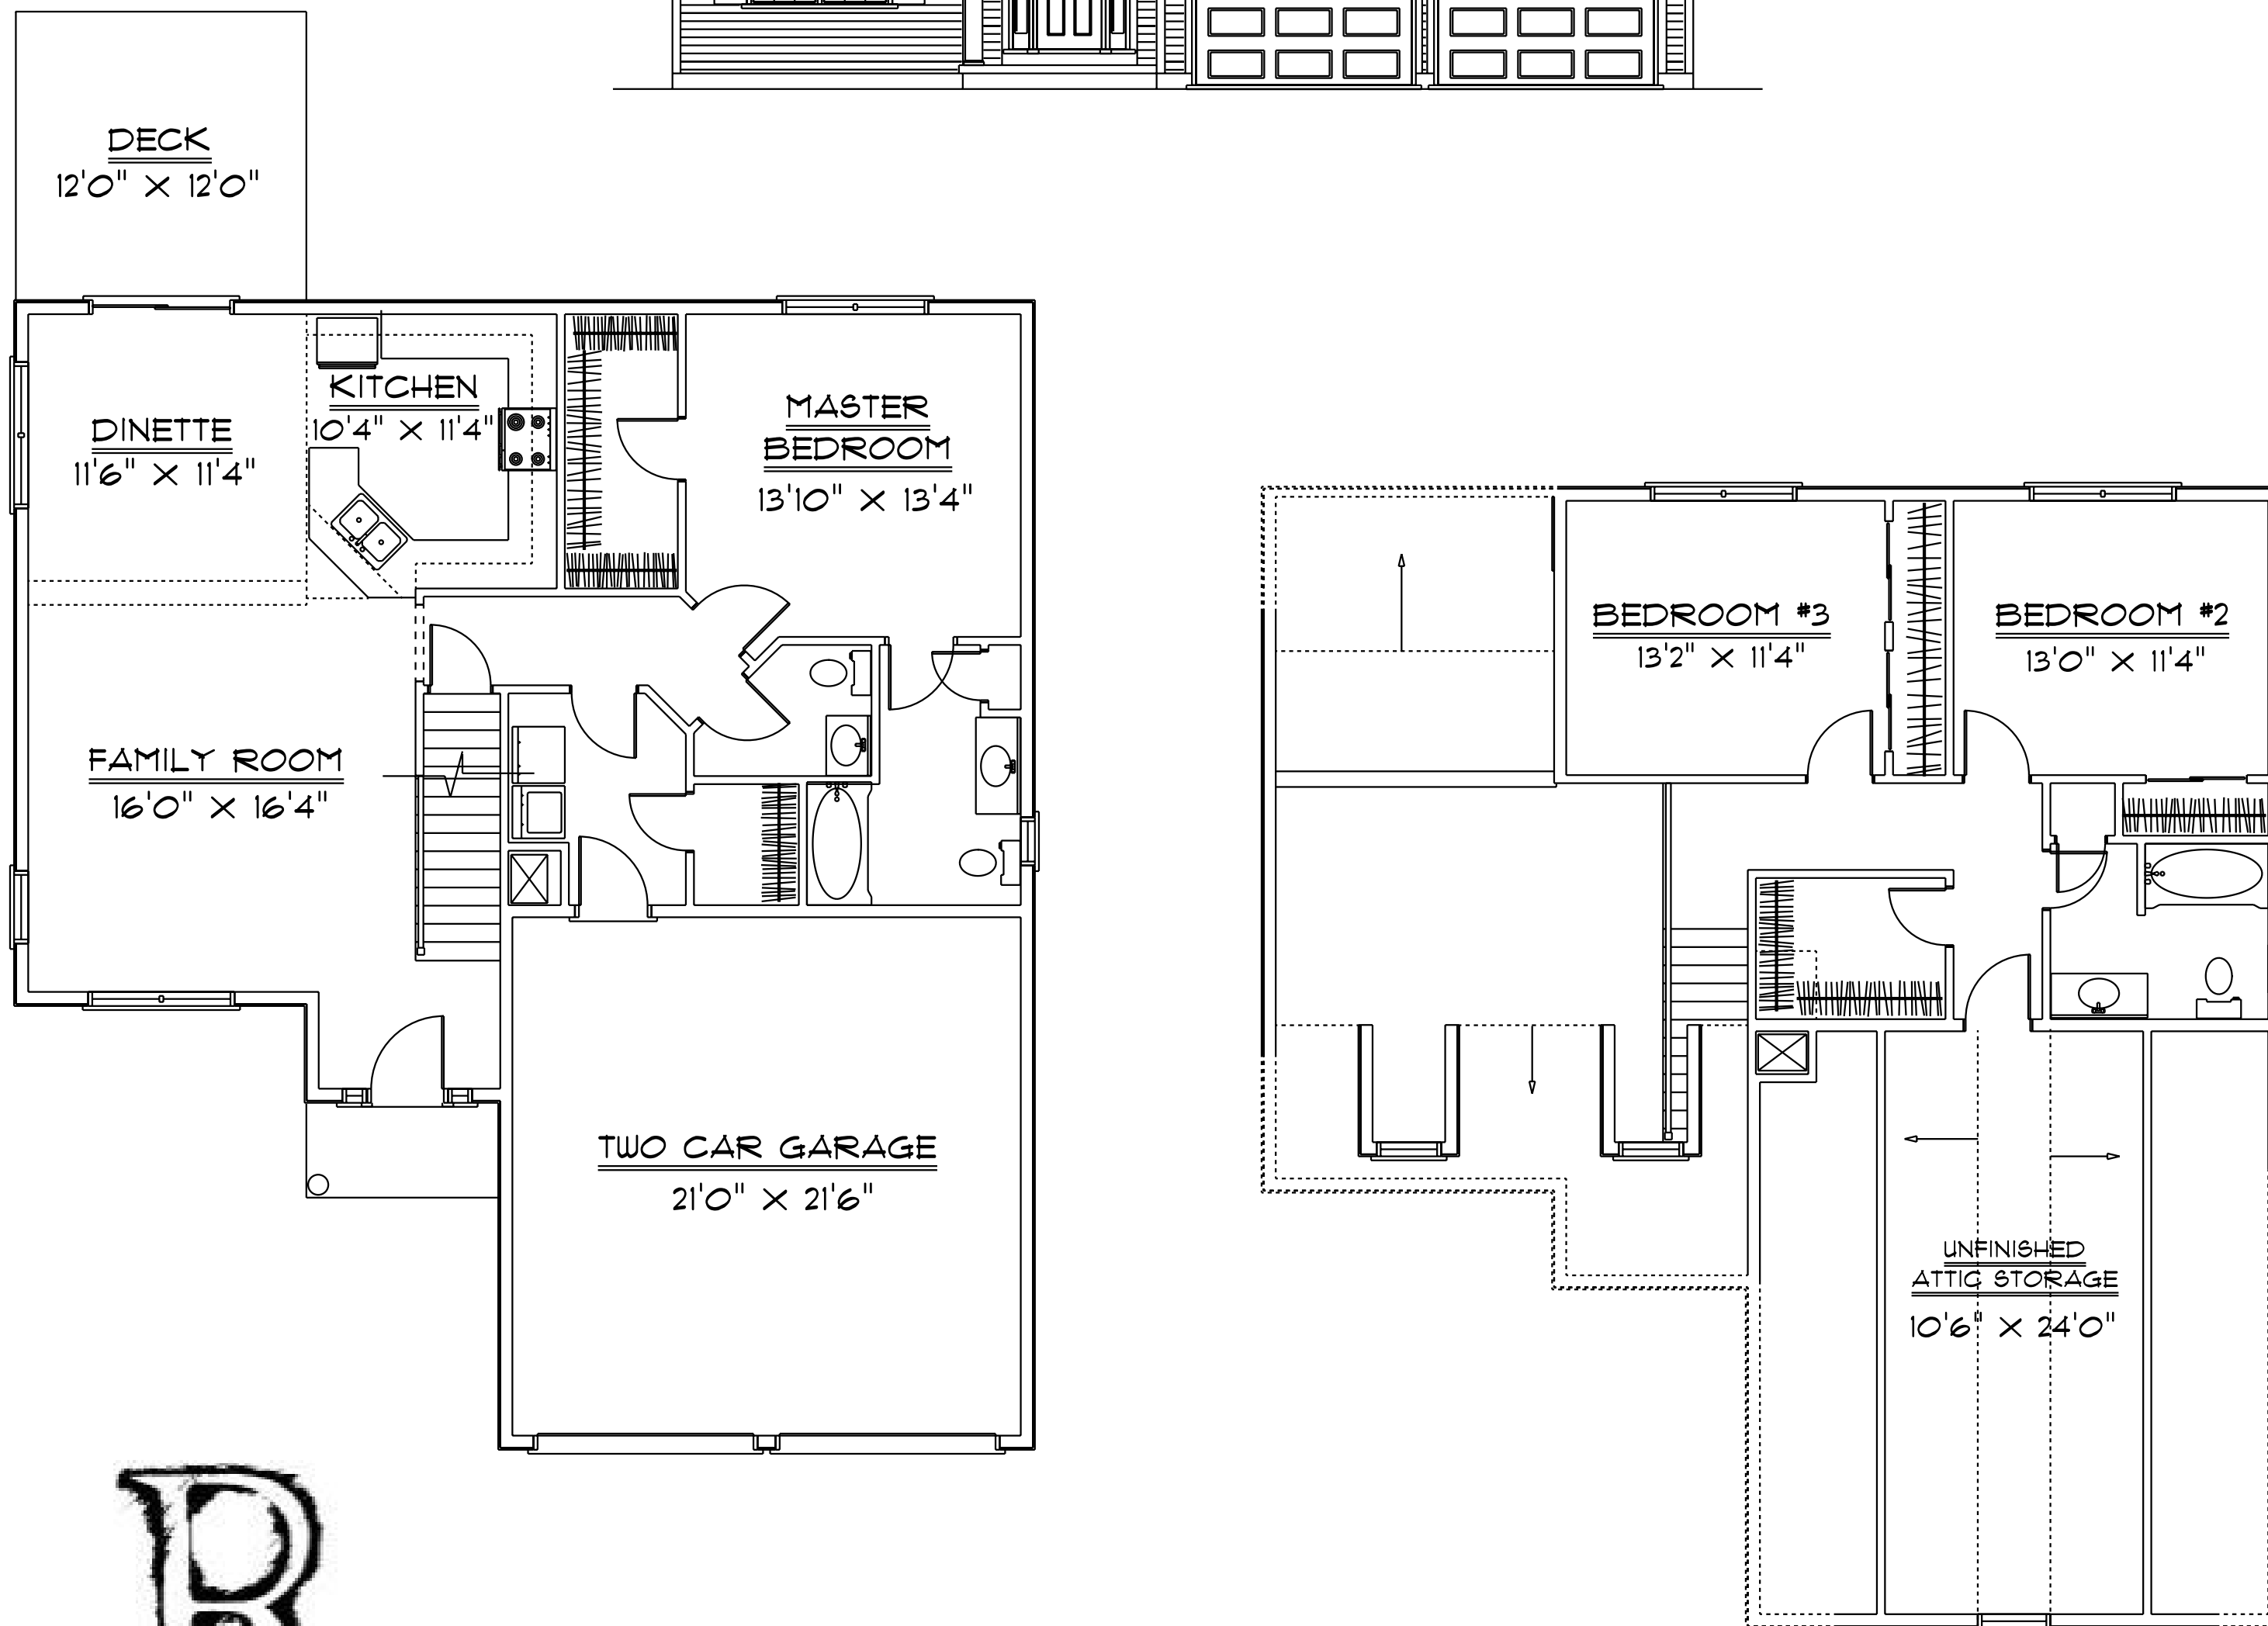 DECK
12'0" X 12'0"
KITCHEN
10'4" X 11'4"
DINETTE
11'6" X 11'4"
MASTER
BEDROOM
13'10" X 13'4"
FAMILY ROOM
16'0" X 16'4"
TWO CAR GARAGE
21'0" X 21'6"
BEDROOM #3
13'2" X 11'4"
BEDROOM #2
13'0" X 11'4"
UNFINISHED
ATTIC STORAGE
10'6" X 24'0"